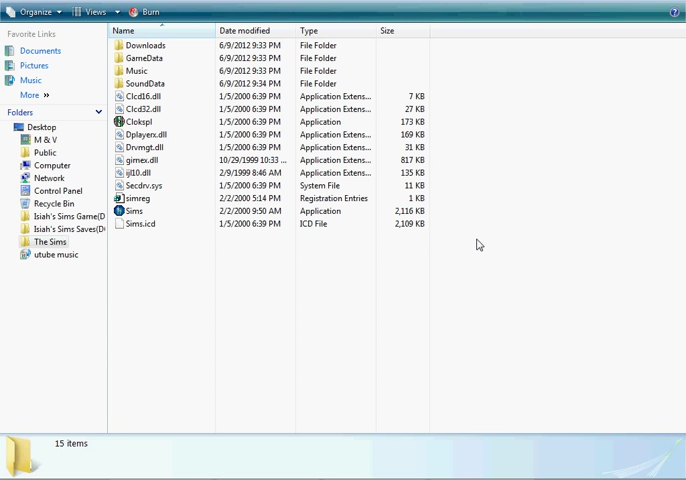 Organize Views Burn
Favorite Links
Documents
Pictures
Music
More »
Folders
Desktop
M & V
Public
Computer
Network
Control Panel
Recycle Bin
Isiah's Sims Game(D
Isiah's Sims Saves(D
The Sims
utube music
Name Date modified Type Size
Downloads 6/9/2012 9:33 PM File Folder
GameData 6/9/2012 9:33 PM File Folder
Music 6/9/2012 9:33 PM File Folder
SoundData 6/9/2012 9:34 PM File Folder
Clcd16.dll 1/5/2000 6:39 PM Application Extens... 7 KB
Clcd32.dll 1/5/2000 6:39 PM Application Extens... 27 KB
Clokspl 1/5/2000 6:39 PM Application 173 KB
Dplayerx.dll 1/5/2000 6:39 PM Application Extens... 169 KB
Drvmgt.dll 1/5/2000 6:39 PM Application Extens... 31 KB
gimex.dll 10/29/1999 10:33 ... Application Extens... 817 KB
ijl10.dll 2/9/1999 8:46 AM Application Extens... 135 KB
Secdrv.sys 1/5/2000 6:39 PM System File 11 KB
simreg 2/2/2000 5:14 PM Registration Entries 1 KB
Sims 2/2/2000 9:50 AM Application 2,116 KB
Sims.icd 1/5/2000 6:39 PM ICD File 2,109 KB
15 items